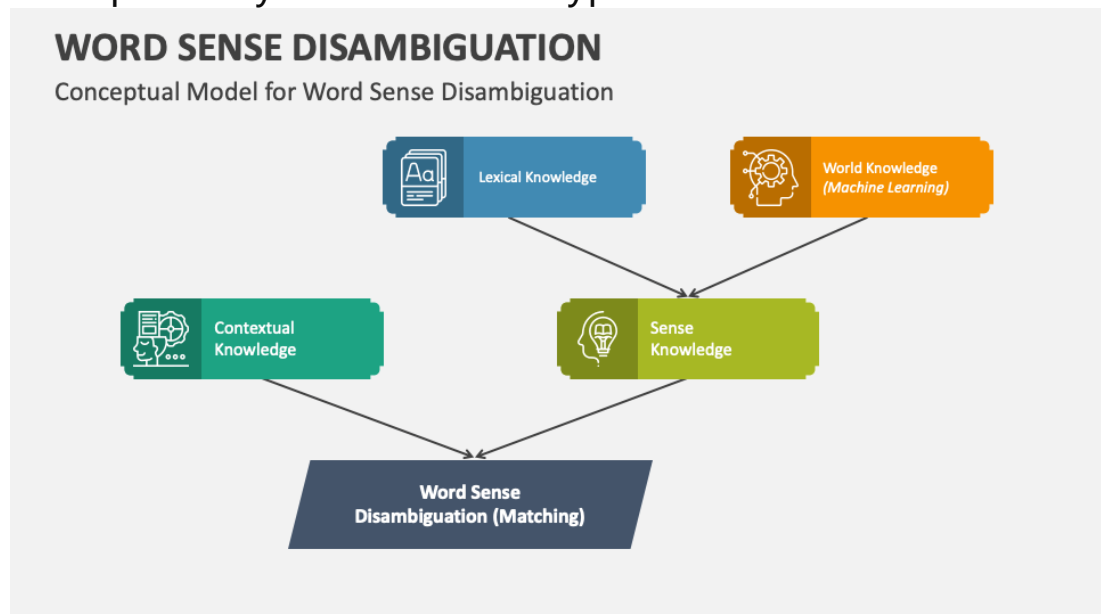 WORD SENSE DISAMBIGUATION
Conceptual Model for Word Sense Disambiguation
Aa
Lexical Knowledge
World Knowledge
(Machine Learning)
Contextual
Knowledge
Sense
Knowledge
Word Sense
Disambiguation (Matching)